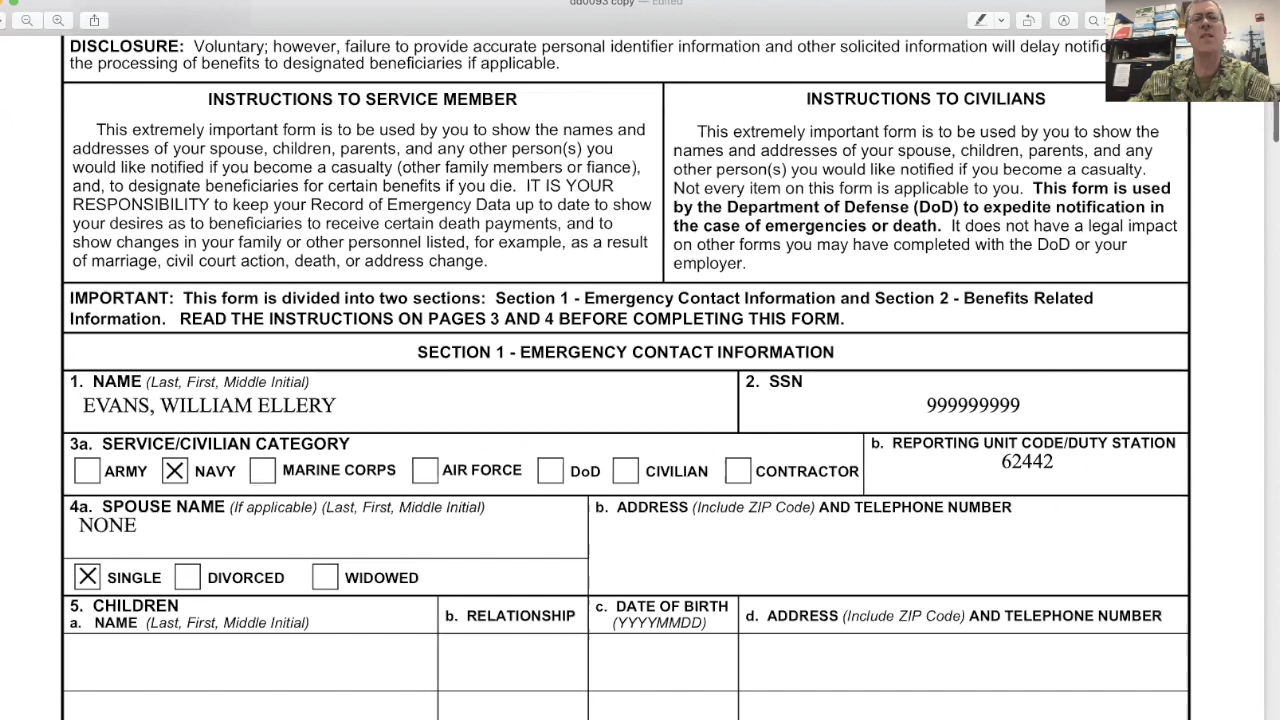 dd0093 copy — Edited
DISCLOSURE: Voluntary; however, failure to provide accurate personal identifier information and other solicited information will delay notific
the processing of benefits to designated beneficiaries if applicable.
INSTRUCTIONS TO SERVICE MEMBER
This extremely important form is to be used by you to show the names and
addresses of your spouse, children, parents, and any other person(s) you
would like notified if you become a casualty (other family members or fiance),
and, to designate beneficiaries for certain benefits if you die. IT IS YOUR
RESPONSIBILITY to keep your Record of Emergency Data up to date to show
your desires as to beneficiaries to receive certain death payments, and to
show changes in your family or other personnel listed, for example, as a result
of marriage, civil court action, death, or address change.
INSTRUCTIONS TO CIVILIANS
This extremely important form is to be used by you to show the
names and addresses of your spouse, children, parents, and any
other person(s) you would like notified if you become a casualty.
Not every item on this form is applicable to you. This form is used
by the Department of Defense (DoD) to expedite notification in
the case of emergencies or death. It does not have a legal impact
on other forms you may have completed with the DoD or your
employer.
IMPORTANT: This form is divided into two sections: Section 1 - Emergency Contact Information and Section 2 - Benefits Related
Information. READ THE INSTRUCTIONS ON PAGES 3 AND 4 BEFORE COMPLETING THIS FORM.
SECTION 1 - EMERGENCY CONTACT INFORMATION
1. NAME (Last, First, Middle Initial)
EVANS, WILLIAM ELLERY
2. SSN
999999999
3a. SERVICE/CIVILIAN CATEGORY
ARMY X NAVY MARINE CORPS AIR FORCE DoD CIVILIAN CONTRACTOR
b. REPORTING UNIT CODE/DUTY STATION
62442
4a. SPOUSE NAME (If applicable) (Last, First, Middle Initial)
NONE
X SINGLE DIVORCED WIDOWED
b. ADDRESS (Include ZIP Code) AND TELEPHONE NUMBER
5. CHILDREN
a. NAME (Last, First, Middle Initial)
b. RELATIONSHIP
c. DATE OF BIRTH
(YYYYMMDD)
d. ADDRESS (Include ZIP Code) AND TELEPHONE NUMBER